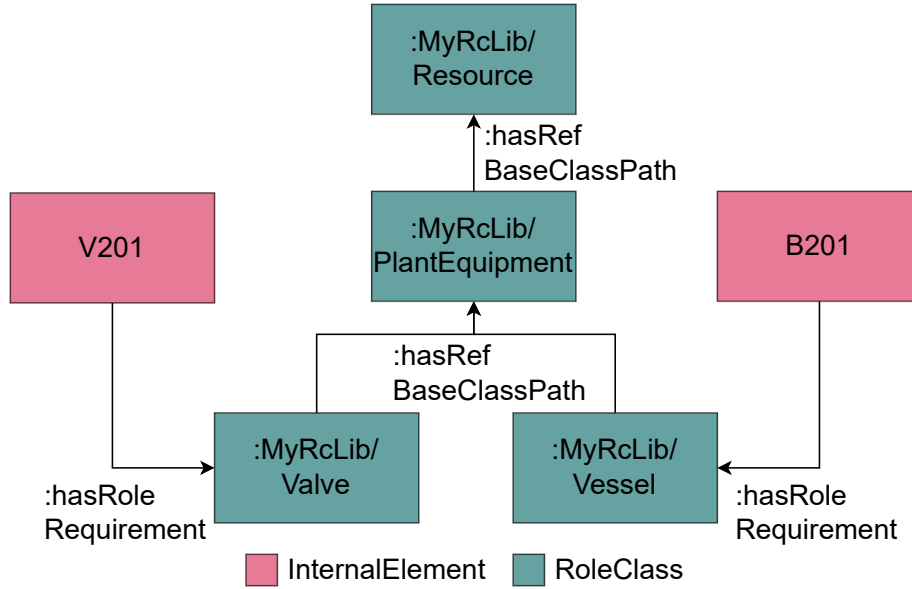 :MyRcLib/
Resource
:hasRef
BaseClassPath
V201
:MyRcLib/
PlantEquipment
B201
:hasRef
BaseClassPath
:MyRcLib/
Valve
:MyRcLib/
Vessel
:hasRole
Requirement
:hasRole
Requirement
InternalElement
RoleClass